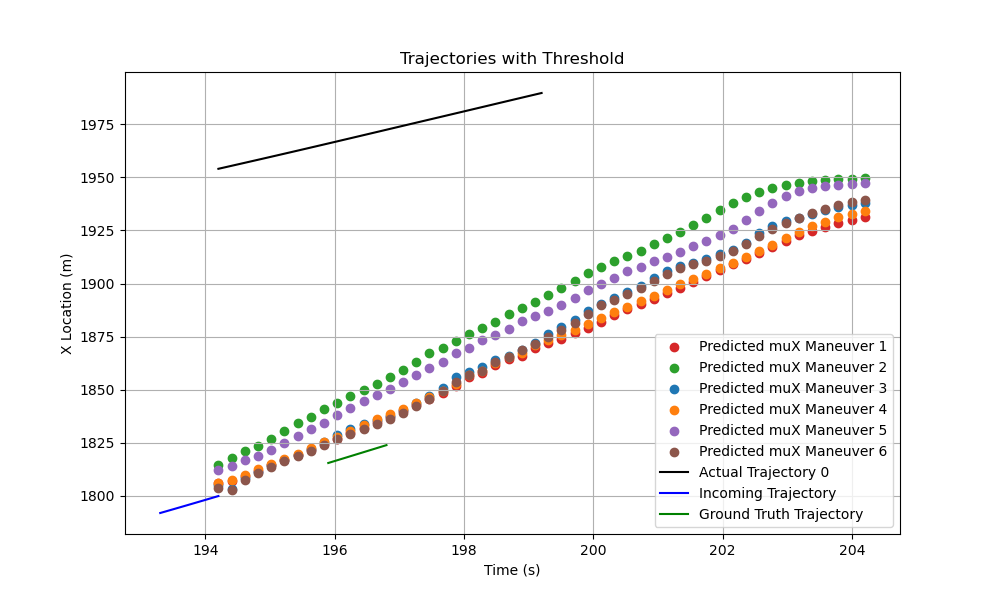 Trajectories with Threshold
X Location (m)
1975
1950
1925
1900
1875
1850
1825
1800
194
196
198
200
202
204
Time (s)
Predicted muX Maneuver 1
Predicted muX Maneuver 2
Predicted muX Maneuver 3
Predicted muX Maneuver 4
Predicted muX Maneuver 5
Predicted muX Maneuver 6
Actual Trajectory 0
Incoming Trajectory
Ground Truth Trajectory